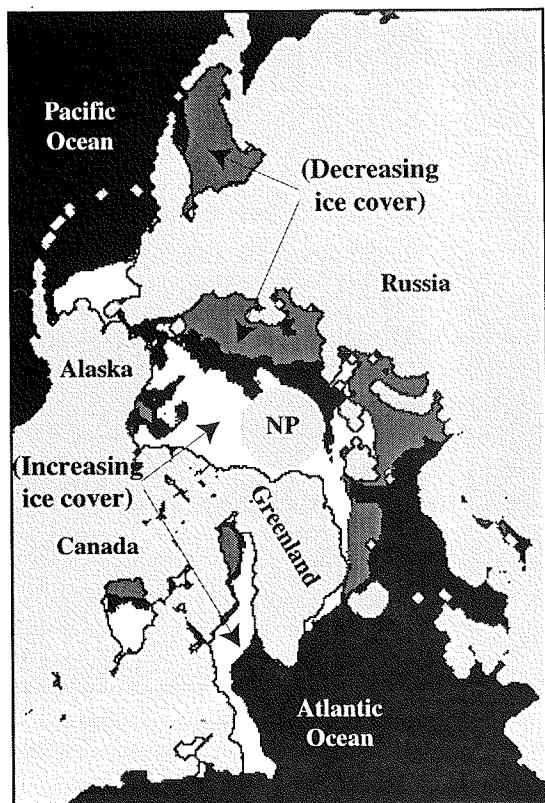 Pacific
Ocean
(Decreasing
ice cover)
Russia
Alaska
NP
(Increasing
ice cover)
Greenland
Canada
Atlantic
Ocean